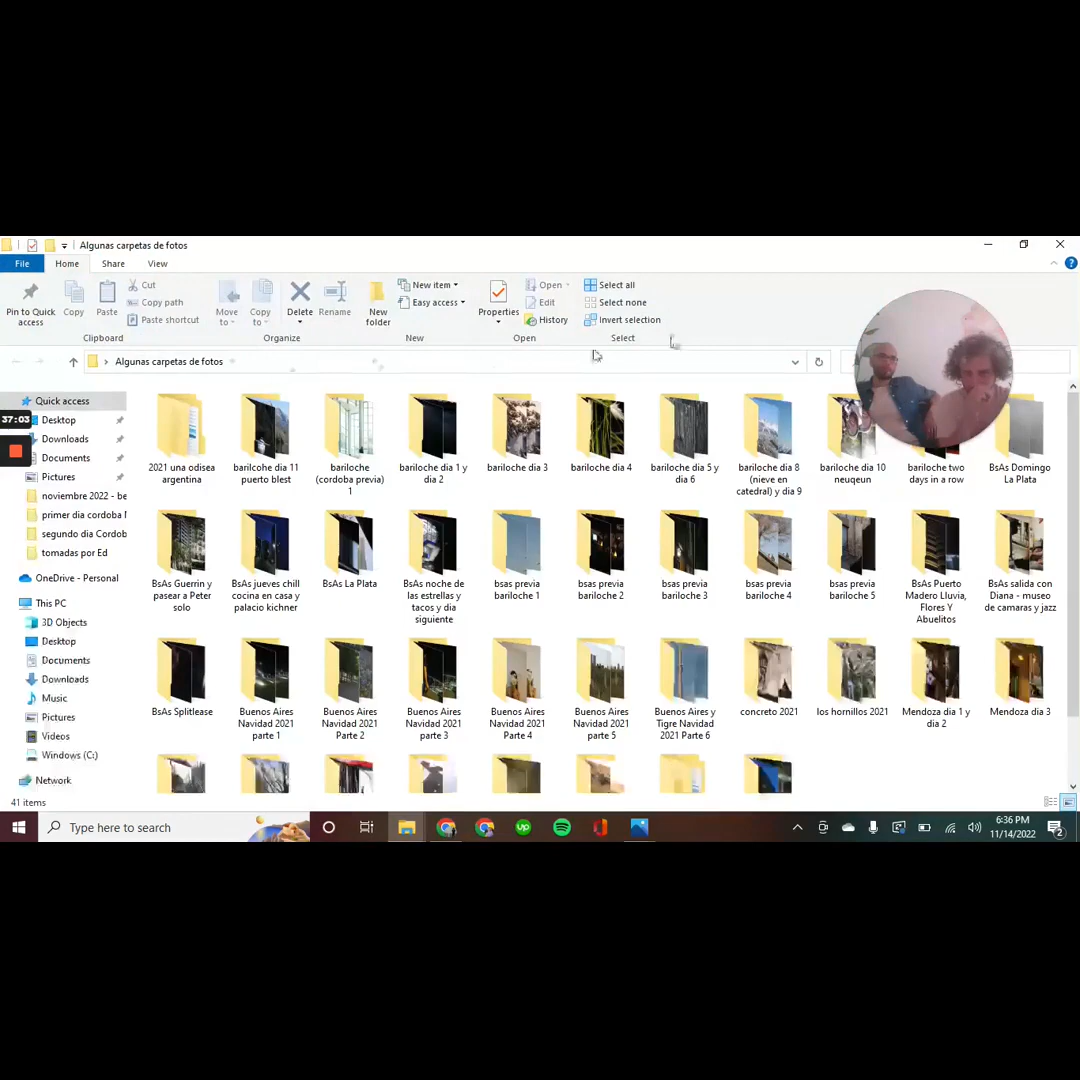 Algunas carpetas de fotos
File Home Share View
Pin to Quick access
Copy
Paste
Cut
Copy path
Paste shortcut
Clipboard
Move to
Copy to
Delete
Rename
Organize
New folder
New item
Easy access
New
Properties
Open
Edit
History
Open
Select all
Select none
Invert selection
Select
Algunas carpetas de fotos
37:03
Quick access
Desktop
Downloads
Documents
Pictures
noviembre 2022 - be
primer dia cordoba
segundo dia Cordob
tomadas por Ed
OneDrive - Personal
This PC
3D Objects
Desktop
Documents
Downloads
Music
Pictures
Videos
Windows (C:)
Network
2021 una odisea argentina
barilcohe dia 11 puerto blest
bariloche (cordoba previa) 1
bariloche dia 1 y dia 2
bariloche dia 3
bariloche dia 4
bariloche dia 5 y dia 6
bariloche dia 8 (nieve en catedral) y dia 9
bariloche dia 10 neuqeun
bariloche two days in a row
BsAs Domingo La Plata
BsAs Guerrin y pasear a Peter solo
BsAs jueves chill cocina en casa y palacio kichner
BsAs La Plata
BsAs noche de las estrellas y tacos y dia siguiente
bsas previa bariloche 1
bsas previa bariloche 2
bsas previa bariloche 3
bsas previa bariloche 4
bsas previa bariloche 5
BsAs Puerto Madero Lluvia, Flores Y Abuelitos
BsAs salida con Diana - museo de camaras y jazz
BsAs Splitlease
Buenos Aires Navidad 2021 parte 1
Buenos Aires Navidad 2021 Parte 2
Buenos Aires Navidad 2021 parte 3
Buenos Aires Navidad 2021 Parte 4
Buenos Aires Navidad 2021 parte 5
Buenos Aires y Tigre Navidad 2021 Parte 6
concreto 2021
los hornillos 2021
Mendoza dia 1 y dia 2
Mendoza dia 3
41 items
Type here to search
up
6:36 PM
11/14/2022
2